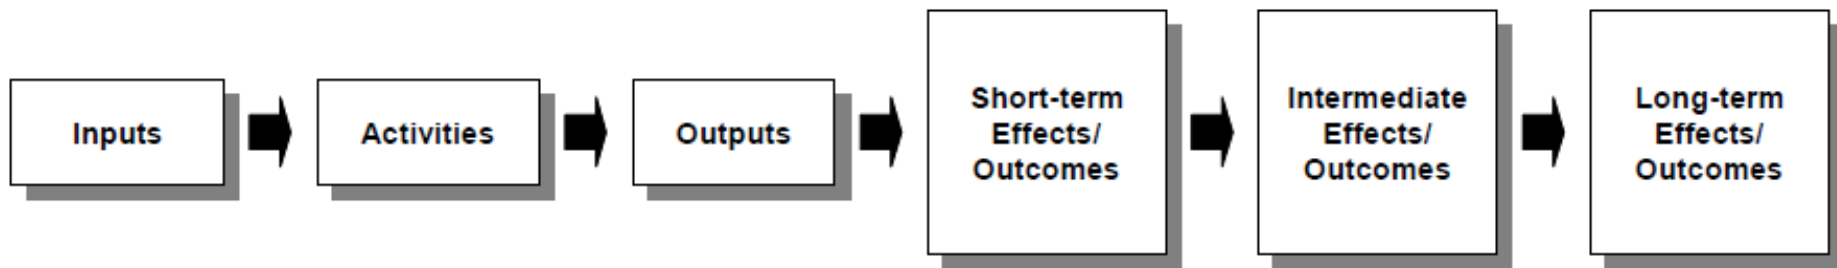 Inputs
Activities
Outputs
Short-term
Effects/
Outcomes
Intermediate
Effects/
Outcomes
Long-term
Effects/
Outcomes